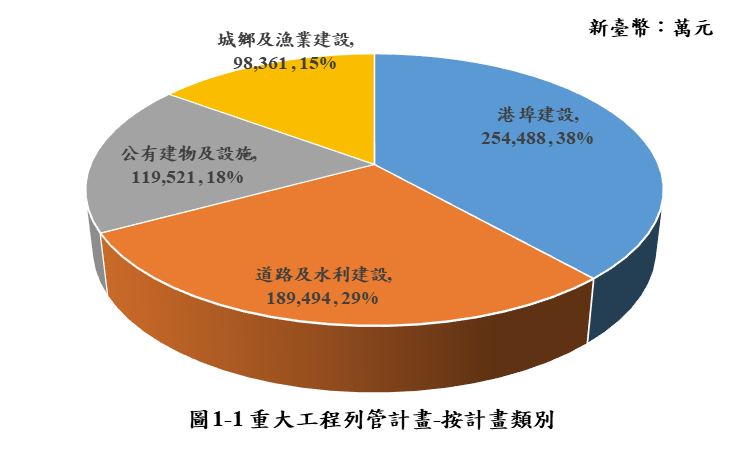 新臺幣：萬元
城鄉及漁業建設,
98,361 , 15%
港埠建設,
254,488 , 38%
公有建物及設施,
119,521 , 18%
道路及水利建設,
189,494 , 29%
圖1-1 重大工程列管計畫-按計畫類別